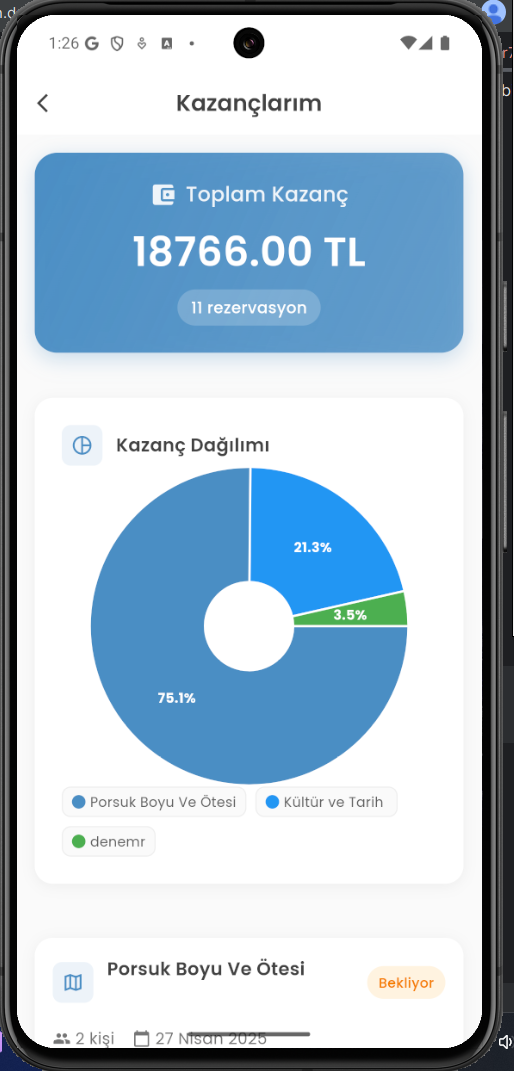 1:26
Kazançlarım
Toplam Kazanç
18766.00 TL
11 rezervasyon
Kazanç Dağılımı
21.3%
3.5%
75.1%
Porsuk Boyu Ve Ötesi
Kültür ve Tarih
denemr
Porsuk Boyu Ve Ötesi
Bekliyor
2 kişi
27 Nisan 2025